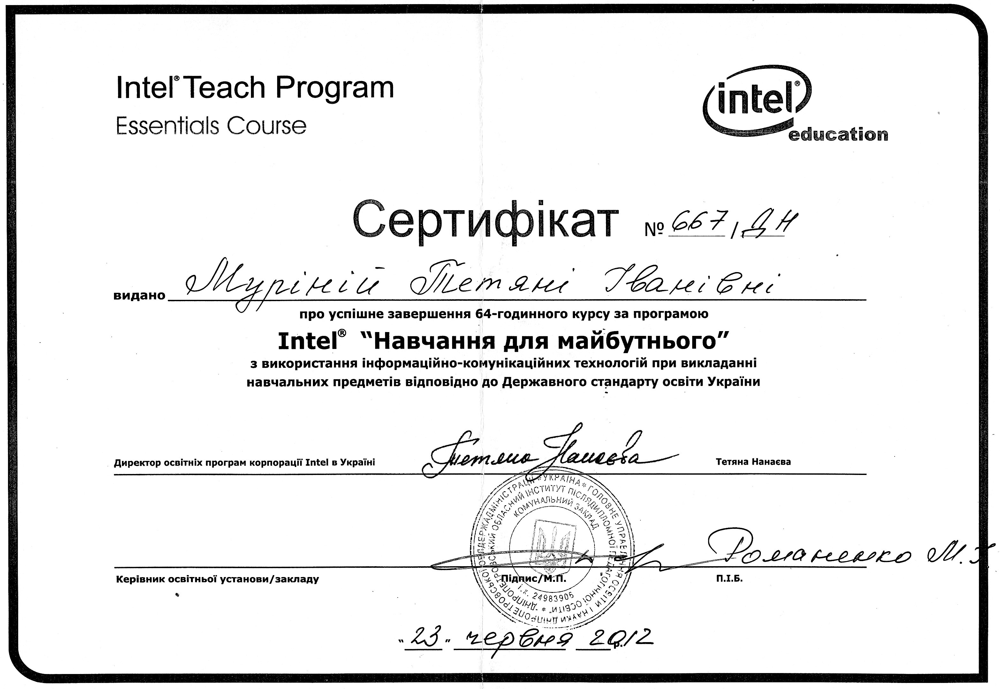 Intel® Teach Program
Essentials Course
intel®
education
Сертифікат № 667 / ДН
видано Муріній Тетяні Іванівні
про успішне завершення 64-годинного курсу за програмою
Intel® “Навчання для майбутнього”
з використання інформаційно-комунікаційних технологій при викладанні
навчальних предметів відповідно до Державного стандарту освіти України
Директор освітніх програм корпорації Intel в Україні Тетяна Нанаєва Тетяна Нанаєва
* УКРАЇНА * ГОЛОВНЕ УПРАВЛІННЯ ОСВІТИ І НАУКИ ДНІПРОПЕТРОВСЬКОЇ ОБЛДЕРЖАДМІНІСТРАЦІЇ
* "ДНІПРОПЕТРОВСЬКИЙ ОБЛАСНИЙ ІНСТИТУТ ПІСЛЯДИПЛОМНОЇ ПЕДАГОГІЧНОЇ ОСВІТИ"
КОМУНАЛЬНИЙ ЗАКЛАД
і.к. 24983906
Романенко М.
Керівник освітньої установи/закладу Підпис/М.П. П.І.Б.
"23" червня 2012 р.